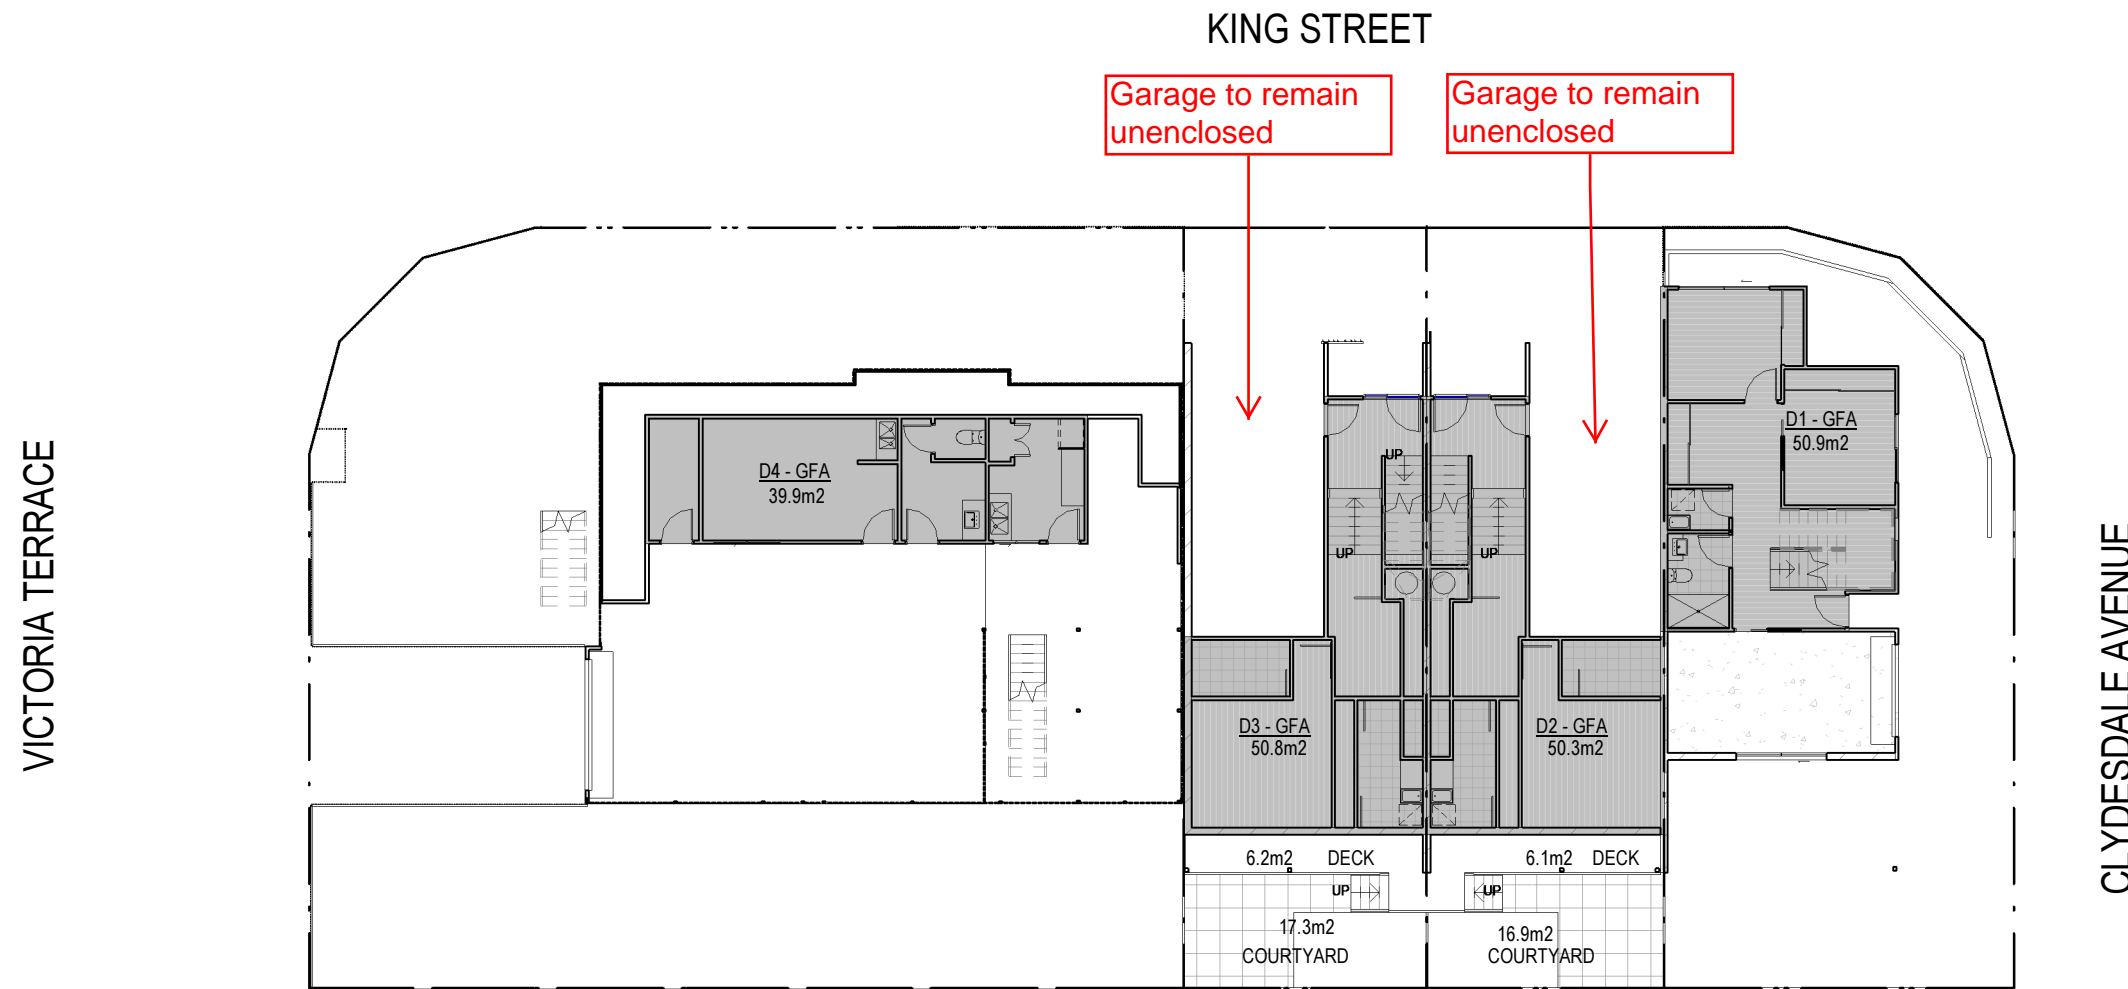 KING STREET
Garage to remain
unenclosed
Garage to remain
unenclosed
VICTORIA TERRACE
CLYDESDALE AVENUE
D4 - GFA
39.9m2
D1 - GFA
50.9m2
UP
UP
UP
D3 - GFA
50.8m2
D2 - GFA
50.3m2
6.2m2 DECK
6.1m2 DECK
UP
UP
17.3m2
COURTYARD
16.9m2
COURTYARD